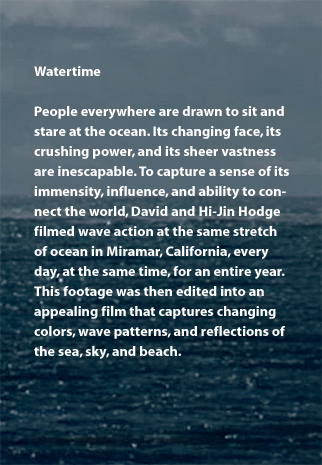 Watertime
People everywhere are drawn to sit and
stare at the ocean. Its changing face, its
crushing power, and its sheer vastness
are inescapable. To capture a sense of its
immensity, influence, and ability to con-
nect the world, David and Hi-Jin Hodge
filmed wave action at the same stretch
of ocean in Miramar, California, every
day, at the same time, for an entire year.
This footage was then edited into an
appealing film that captures changing
colors, wave patterns, and reflections of
the sea, sky, and beach.